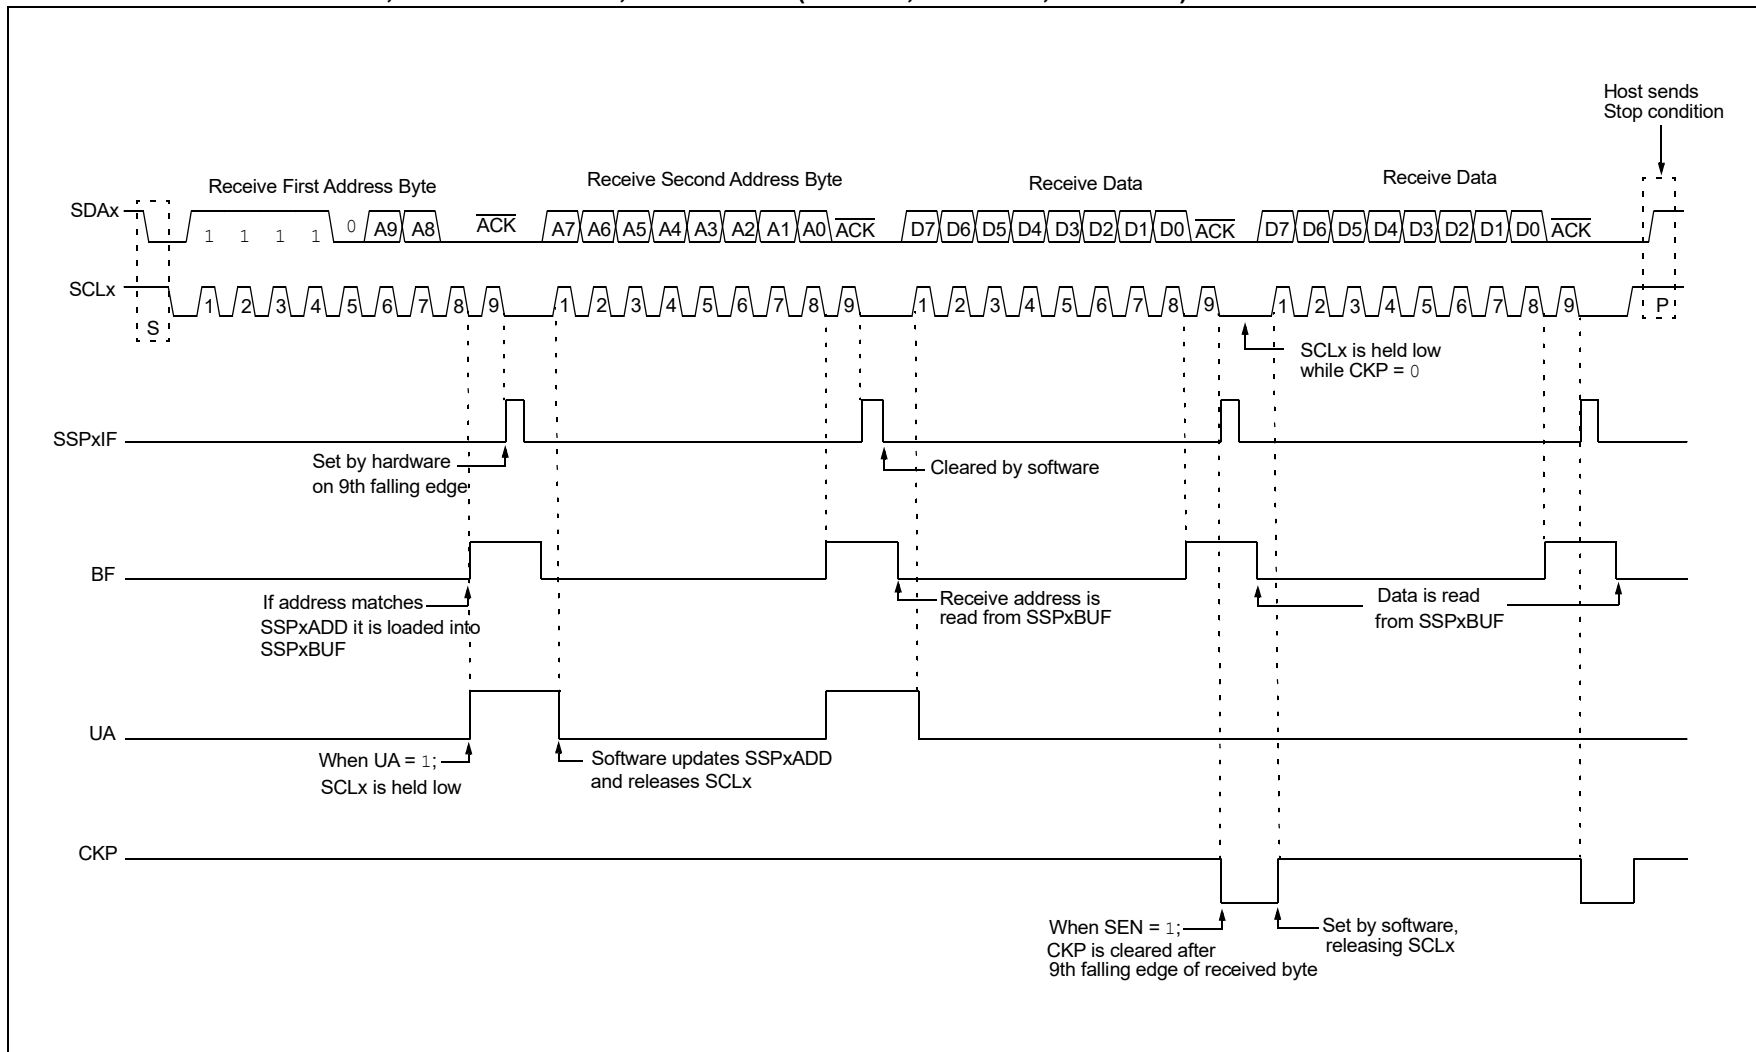 Host sends
Stop condition
Receive First Address Byte
Receive Second Address Byte
Receive Data
Receive Data
SDAx
1 1 1 1 0 A9 A8 ACK A7 A6 A5 A4 A3 A2 A1 A0 ACK D7 D6 D5 D4 D3 D2 D1 D0 ACK D7 D6 D5 D4 D3 D2 D1 D0 ACK
SCLx
S 1 2 3 4 5 6 7 8 9 1 2 3 4 5 6 7 8 9 1 2 3 4 5 6 7 8 9 1 2 3 4 5 6 7 8 9 P
SCLx is held low
while CKP = 0
SSPxIF
Set by hardware
on 9th falling edge
Cleared by software
BF
If address matches
SSPxADD it is loaded into
SSPxBUF
Receive address is
read from SSPxBUF
Data is read
from SSPxBUF
UA
When UA = 1;
SCLx is held low
Software updates SSPxADD
and releases SCLx
CKP
When SEN = 1;
CKP is cleared after
9th falling edge of received byte
Set by software,
releasing SCLx